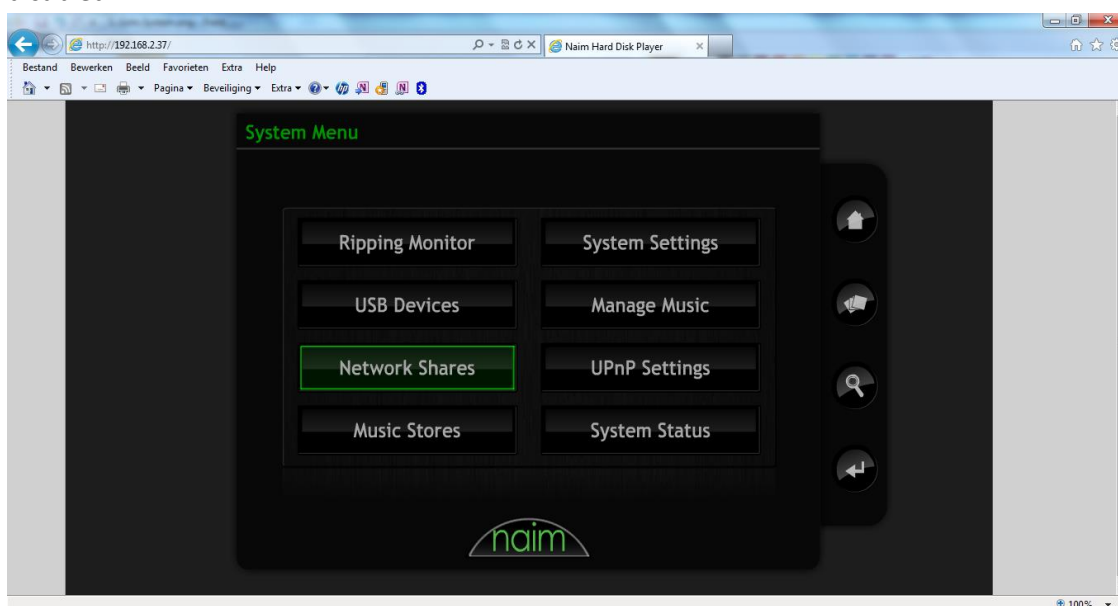 http://192.168.2.37/
Naim Hard Disk Player
Bestand Bewerken Beeld Favorieten Extra Help
Pagina Beveiliging Extra
System Menu
Ripping Monitor System Settings
USB Devices Manage Music
Network Shares UPnP Settings
Music Stores System Status
naim
100%